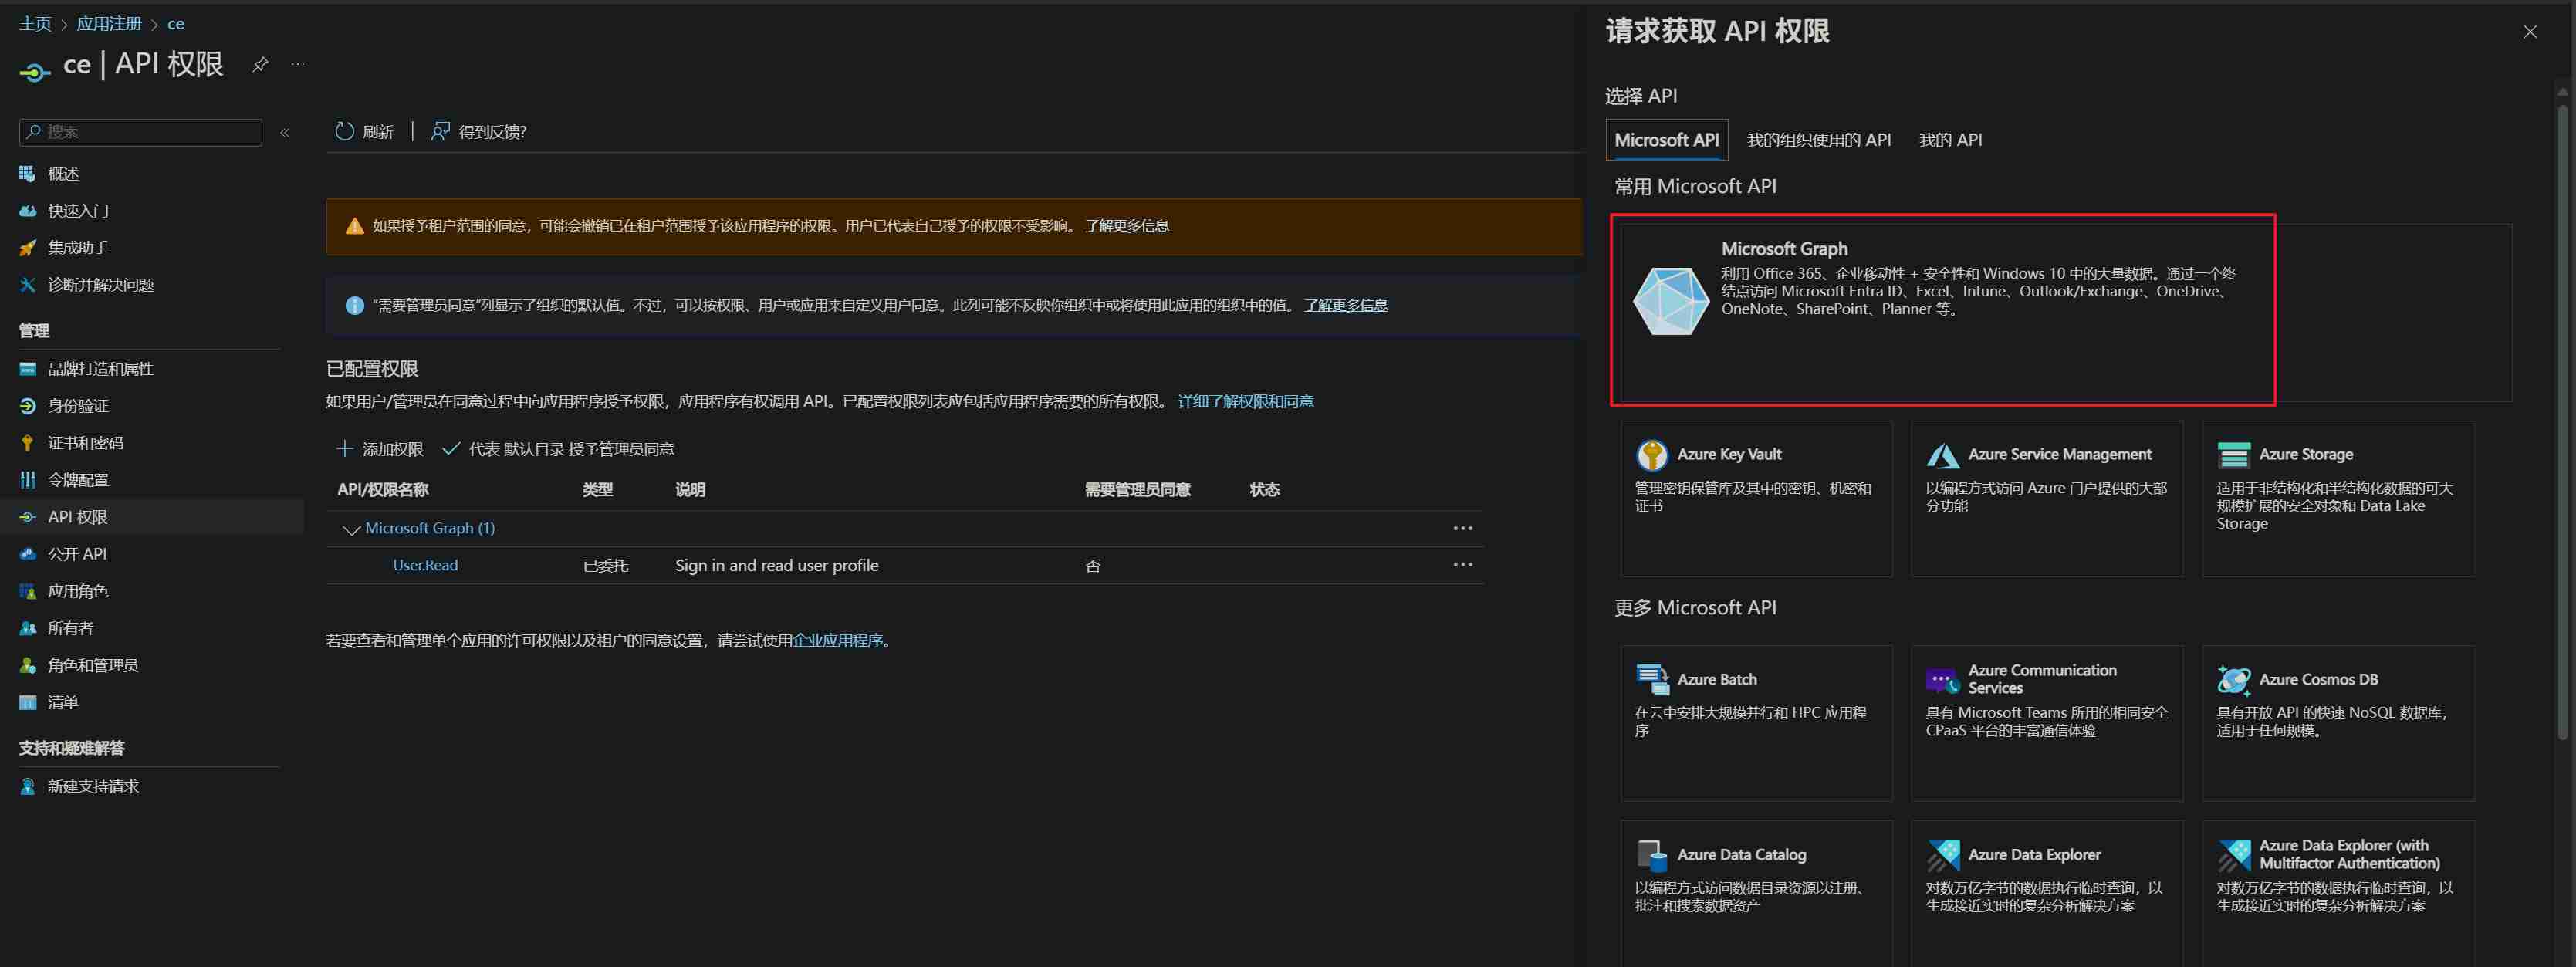 主页 > 应用注册 > ce
ce | API 权限
搜索
概述
快速入门
集成助手
诊断并解决问题
管理
品牌打造和属性
身份验证
证书和密码
令牌配置
API 权限
公开 API
应用角色
所有者
角色和管理员
清单
支持和疑难解答
新建支持请求
刷新
得到反馈?
如果授予租户范围的同意，可能会撤销已在租户范围授予该应用程序的权限。用户已代表自己授予的权限不受影响。 了解更多信息
"需要管理员同意"列显示了组织的默认值。不过，可以按权限、用户或应用来自定义用户同意。此列可能不反映你组织中或将使用此应用的组织中的值。 了解更多信息
已配置权限
如果用户/管理员在同意过程中向应用程序授予权限，应用程序有权调用 API。已配置权限列表应包括应用程序需要的所有权限。 详细了解权限和同意
添加权限 代表 默认目录 授予管理员同意
API/权限名称 类型 说明 需要管理员同意 状态
Microsoft Graph (1)
User.Read 已委托 Sign in and read user profile 否
若要查看和管理单个应用的许可权限以及租户的同意设置，请尝试使用企业应用程序。
请求获取 API 权限
选择 API
Microsoft API 我的组织使用的 API 我的 API
常用 Microsoft API
Microsoft Graph
利用 Office 365、企业移动性 + 安全性和 Windows 10 中的大量数据。通过一个终
结点访问 Microsoft Entra ID、Excel、Intune、Outlook/Exchange、OneDrive、
OneNote、SharePoint、Planner 等。
Azure Key Vault
管理密钥保管库及其中的密钥、机密和
证书
Azure Service Management
以编程方式访问 Azure 门户提供的大部
分功能
Azure Storage
适用于非结构化和半结构化数据的可大
规模扩展的安全对象和 Data Lake
Storage
更多 Microsoft API
Azure Batch
在云中安排大规模并行和 HPC 应用程
序
Azure Communication
Services
具有 Microsoft Teams 所用的相同安全
CPaaS 平台的丰富通信体验
Azure Cosmos DB
具有开放 API 的快速 NoSQL 数据库，
适用于任何规模。
Azure Data Catalog
以编程方式访问数据目录资源以注册、
批注和搜索数据资产
Azure Data Explorer
对数万亿字节的数据执行临时查询，以
生成接近实时的复杂分析解决方案
Azure Data Explorer (with
Multifactor Authentication)
对数万亿字节的数据执行临时查询，以
生成接近实时的复杂分析解决方案